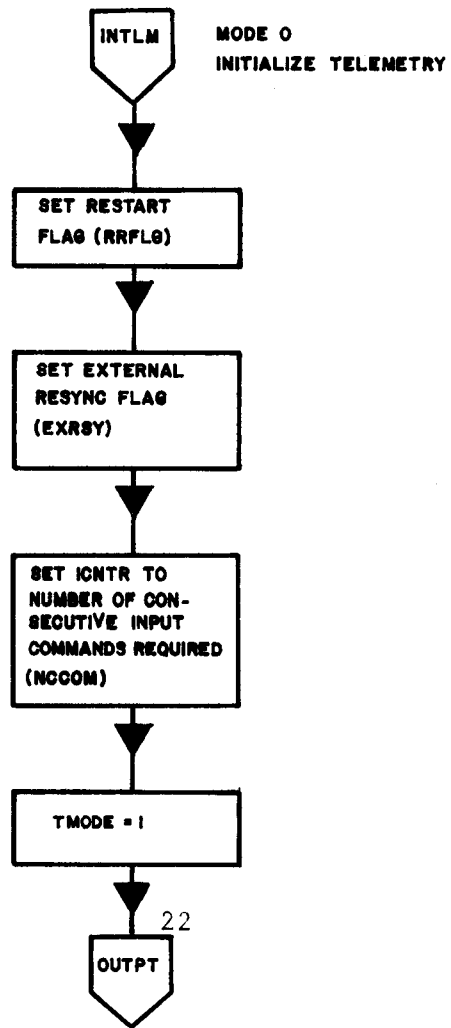 INTLM
MODE 0
INITIALIZE TELEMETRY
SET RESTART
FLAG (RRFLG)
SET EXTERNAL
RESYNC FLAG
(EXRSY)
SET ICNTR TO
NUMBER OF CON-
SECUTIVE INPUT
COMMANDS REQUIRED
(NCCOM)
TMODE = 1
22
OUTPT